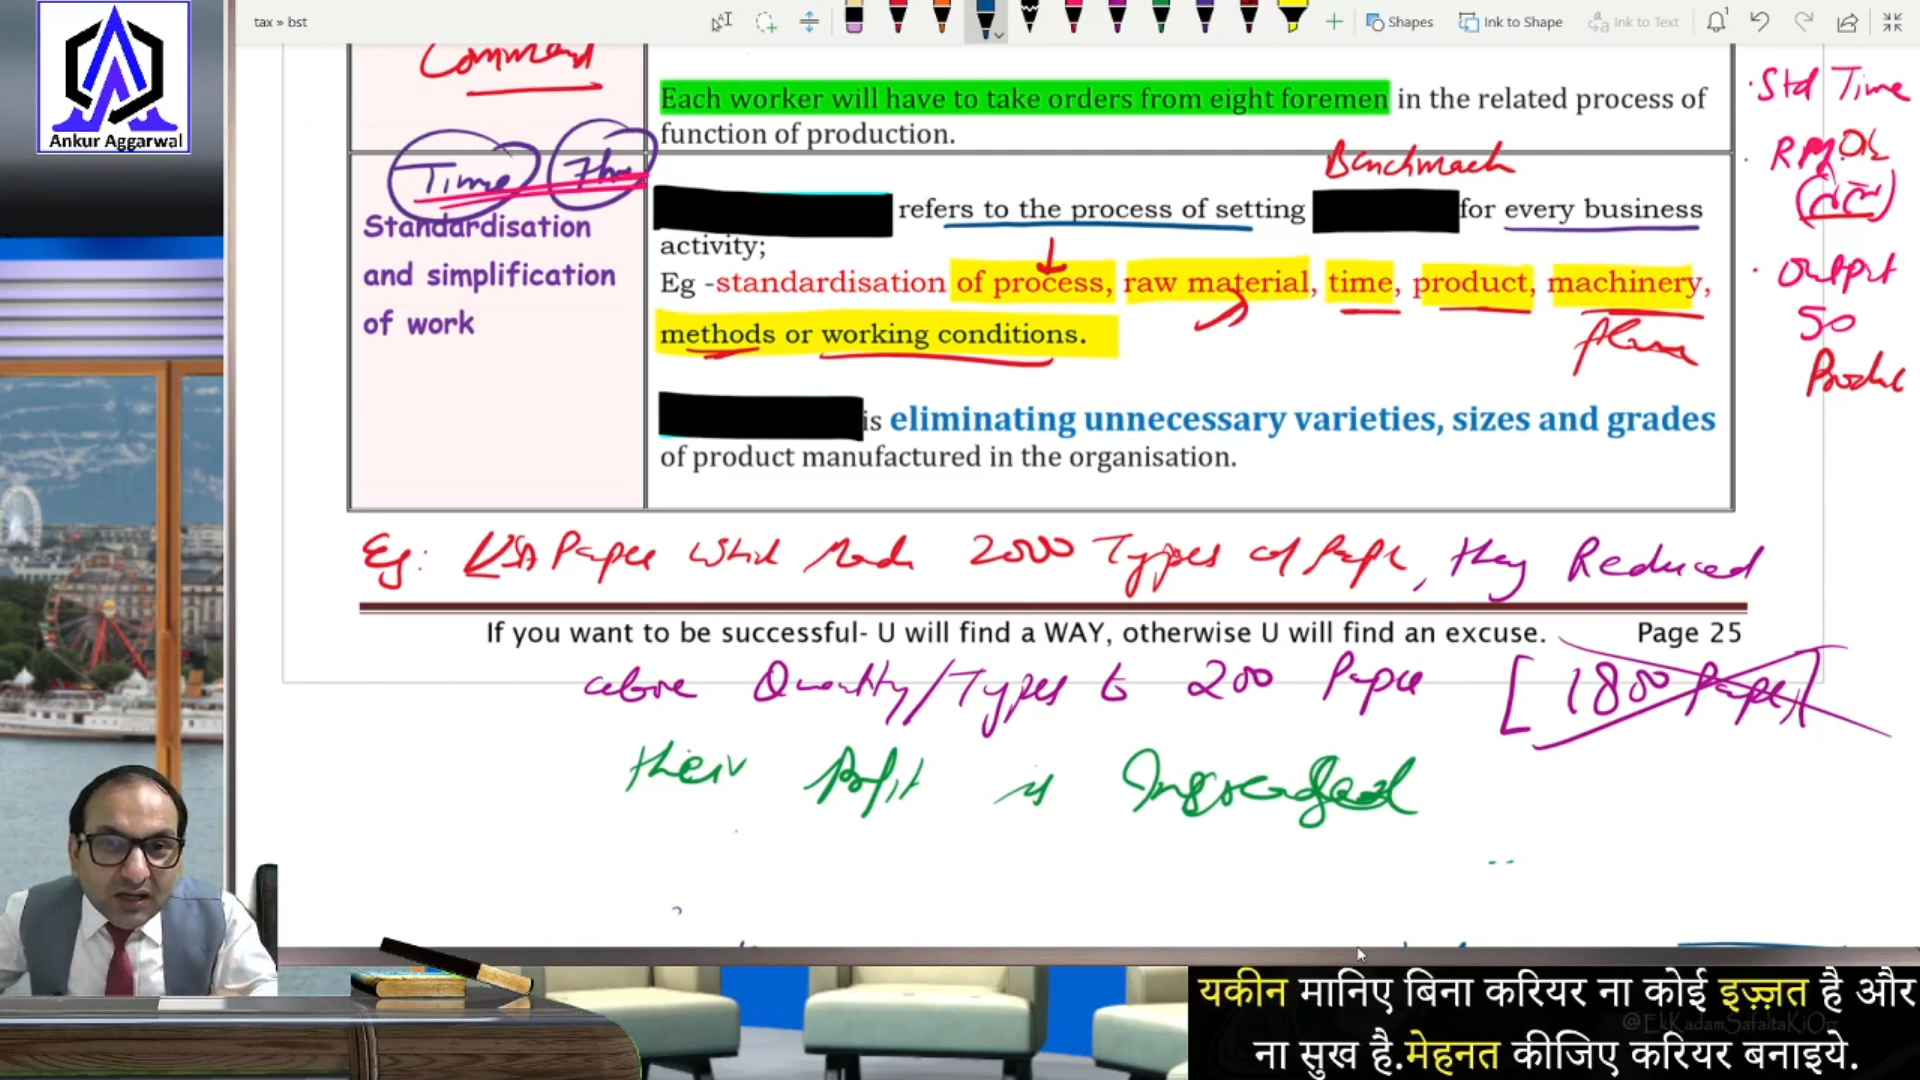 tax » bst
Shapes
Ink to Shape
Ink to Text
Ankur Aggarwal
Command
Each worker will have to take orders from eight foremen in the related process of
function of production.
Std Time
Time
Benchmark
Standardisation
and simplification
of work
refers to the process of setting for every business
activity;
Eg -standardisation of process, raw material, time, product, machinery,
methods or working conditions.
Output
50
is eliminating unnecessary varieties, sizes and grades
of product manufactured in the organisation.
Eg: USA Paper which made 2000 Types of Paper, they Reduced
If you want to be successful- U will find a WAY, otherwise U will find an excuse. Page 25
above Quantity/Types to 200 Paper [1800 Paper]
their Profit is Increased
यकीन मानिए बिना करियर ना कोई इज़्ज़त है और
@EkKadamSafaltaKiOrr
ना सुख है.मेहनत कीजिए करियर बनाइये.